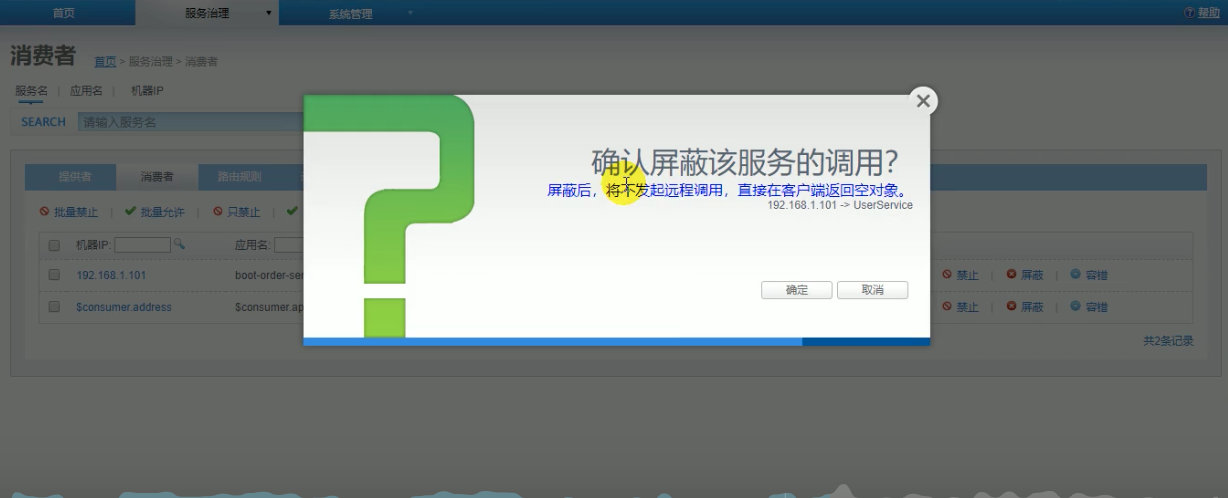 首页 服务治理 系统管理 帮助
消费者 首页 > 服务治理 > 消费者
服务名 | 应用名 | 机器IP
SEARCH 请输入服务名
提供者 消费者 路由规则
批量禁止 | 批量允许 | 只禁止 |
机器IP: 应用名:
192.168.1.101 boot-order-ser 禁止 | 屏蔽 | 容错
$consumer.address $consumer.ap 禁止 | 屏蔽 | 容错
共2条记录
确认屏蔽该服务的调用?
屏蔽后，将不发起远程调用，直接在客户端返回空对象。
192.168.1.101 -> UserService
确定 取消